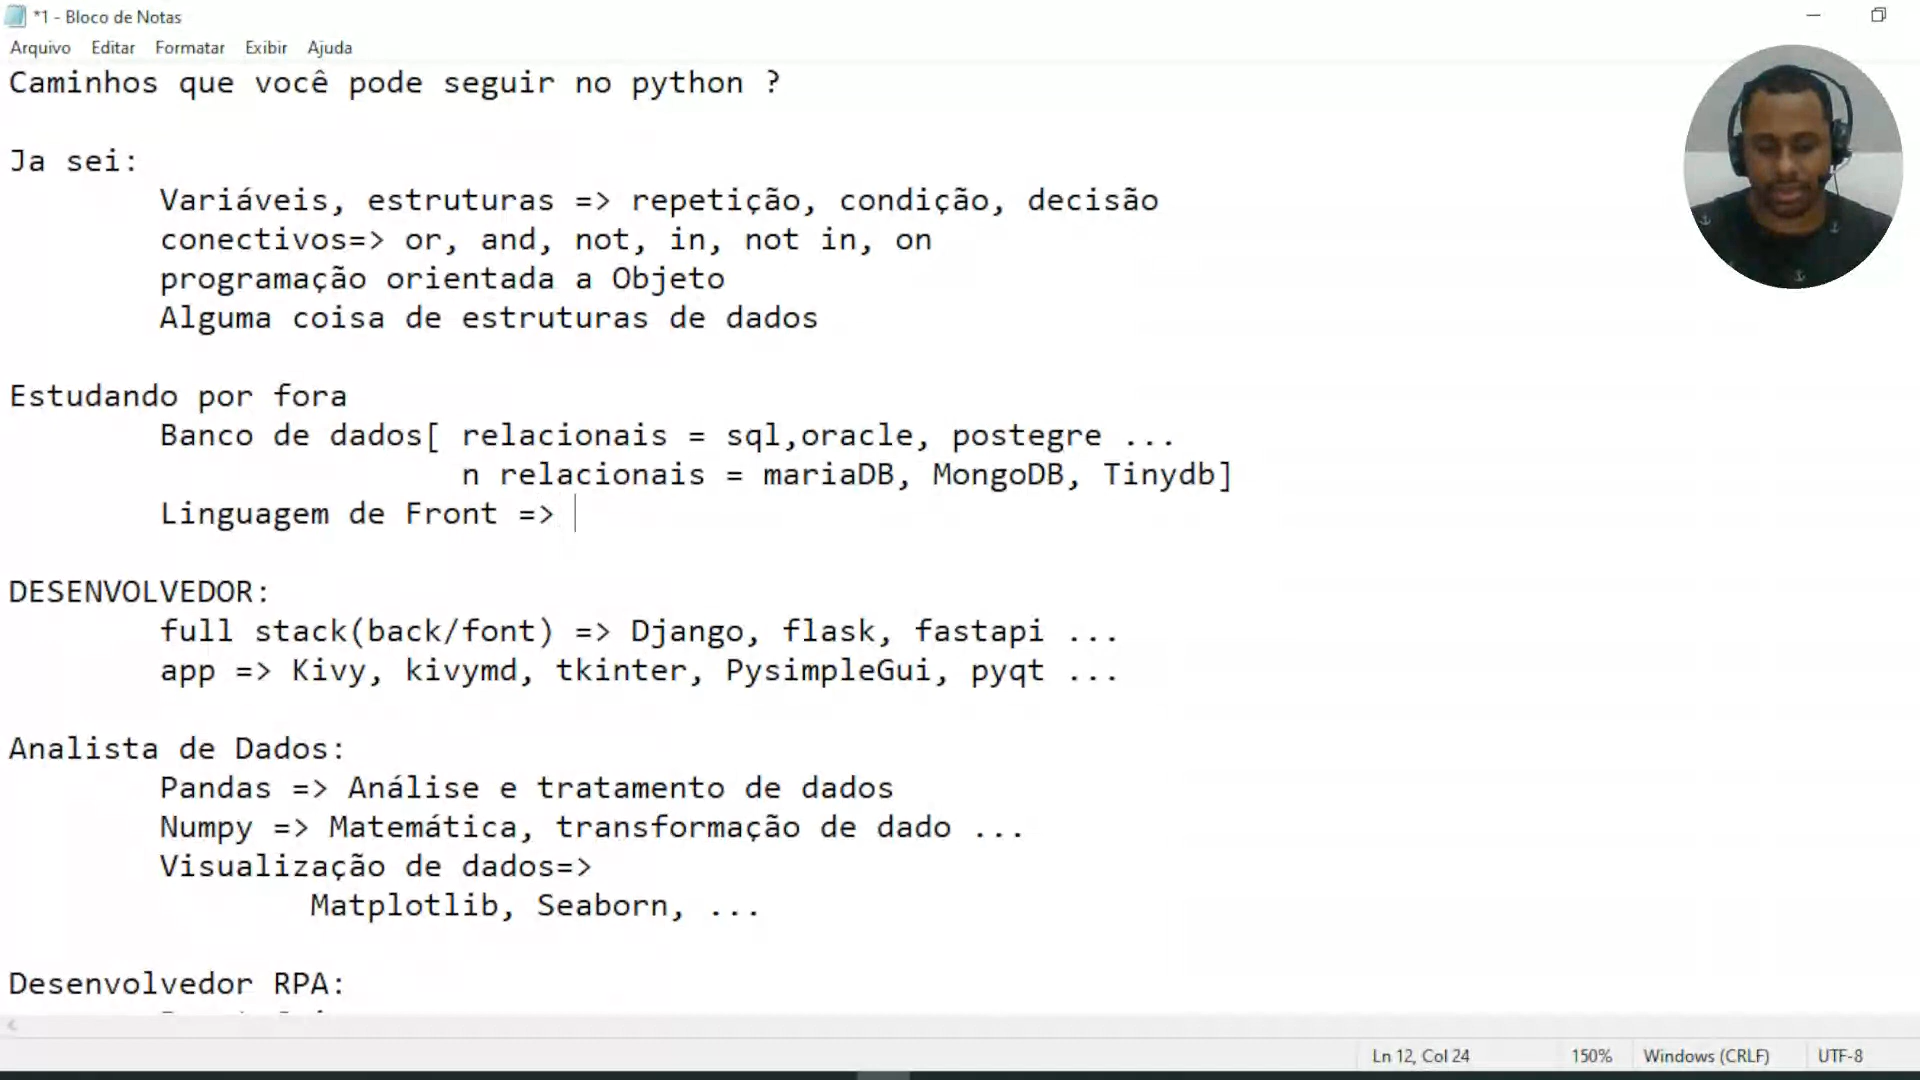 *1 - Bloco de Notas
Arquivo Editar Formatar Exibir Ajuda
Caminhos que você pode seguir no python ?
Ja sei:
Variáveis, estruturas => repetição, condição, decisão
conectivos=> or, and, not, in, not in, on
programação orientada a Objeto
Alguma coisa de estruturas de dados
Estudando por fora
Banco de dados[ relacionais = sql,oracle, postegre ...
n relacionais = mariaDB, MongoDB, Tinydb]
Linguagem de Front =>
DESENVOLVEDOR:
full stack(back/font) => Django, flask, fastapi ...
app => Kivy, kivymd, tkinter, PysimpleGui, pyqt ...
Analista de Dados:
Pandas => Análise e tratamento de dados
Numpy => Matemática, transformação de dado ...
Visualização de dados=>
Matplotlib, Seaborn, ...
Desenvolvedor RPA:
Ln 12, Col 24 150% Windows (CRLF) UTF-8